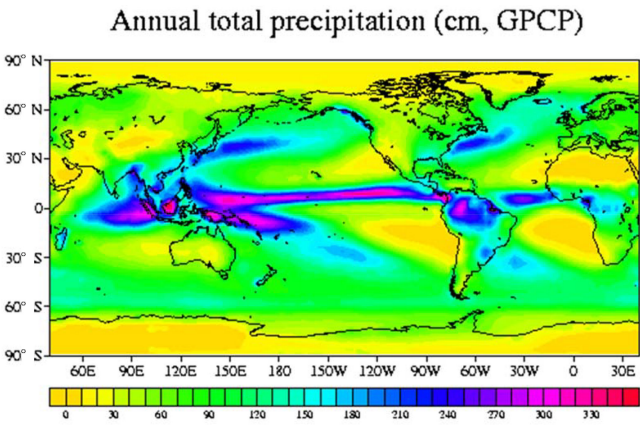 Annual total precipitation (cm, GPCP)
90° N
60° N
30° N
0
30° S
60° S
90° S
60E 90E 120E 150E 180 150W 120W 90W 60W 30W 0 30E
0 30 60 90 120 150 180 210 240 270 300 330